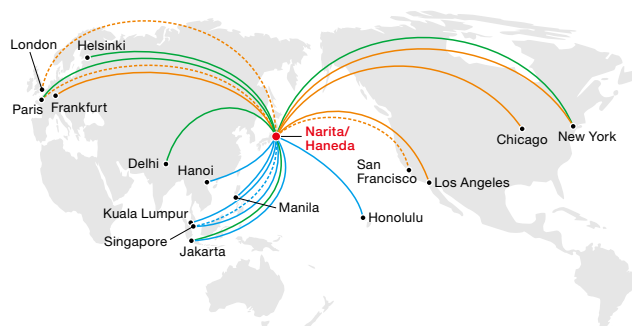 London
Helsinki
Paris
Frankfurt
Narita/
Haneda
Chicago
New York
Delhi
Hanoi
San
Francisco
Los Angeles
Kuala Lumpur
Manila
Honolulu
Singapore
Jakarta